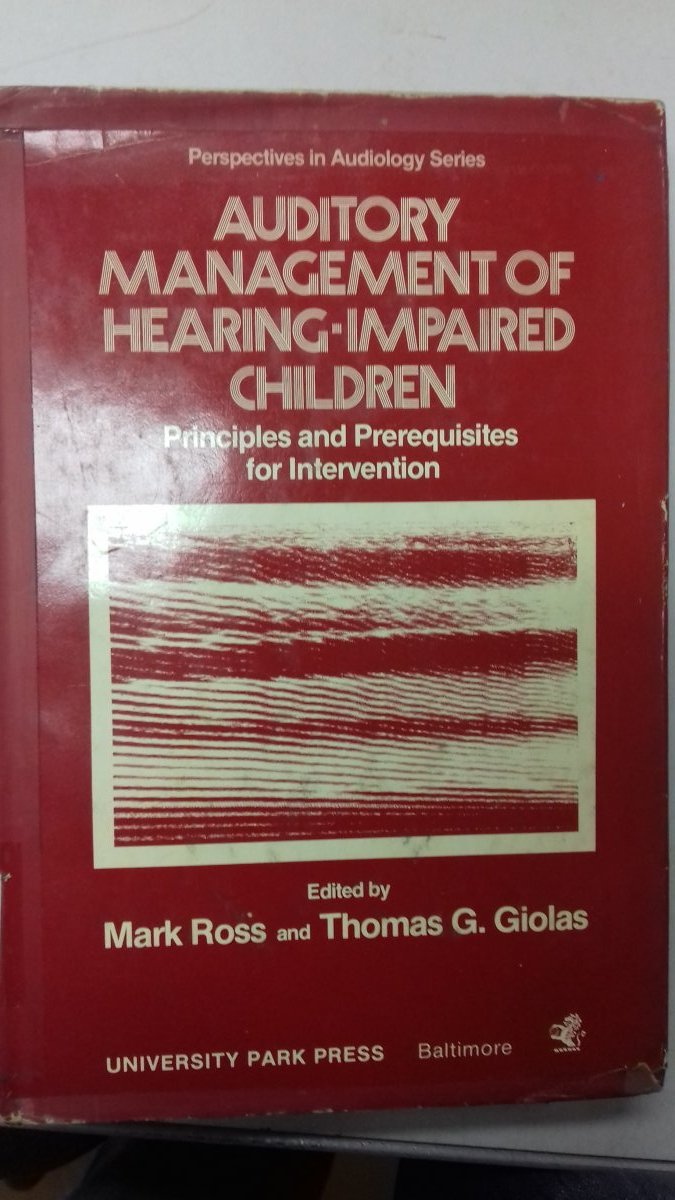 Perspectives in Audiology Series
AUDITORY
MANAGEMENT OF
HEARING-IMPAIRED
CHILDREN
Principles and Prerequisites
for Intervention
Edited by
Mark Ross and Thomas G. Giolas
UNIVERSITY PARK PRESS Baltimore